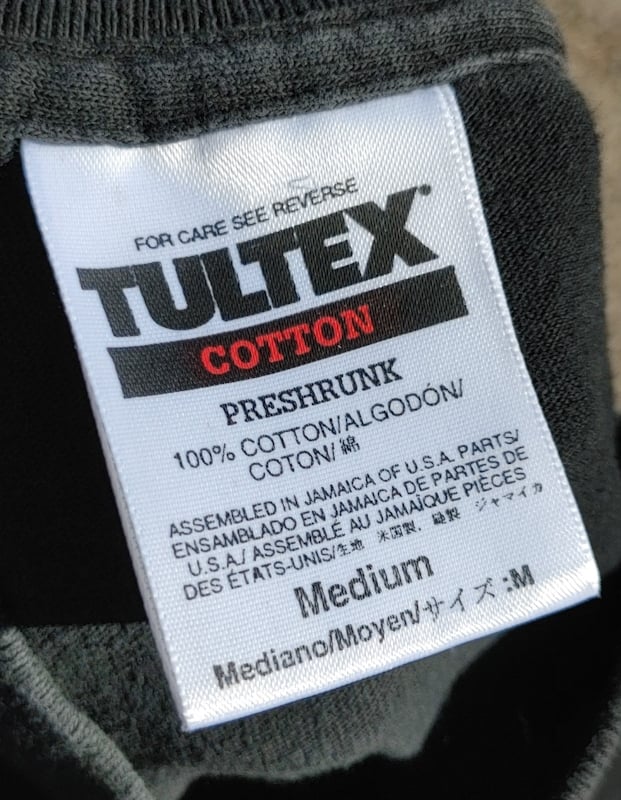 FOR CARE SEE REVERSE
TULTEX®
COTTON
PRESHRUNK
100% COTTON/ALGODÓN/
COTON/綿
ASSEMBLED IN JAMAICA OF U.S.A. PARTS/
ENSAMBLADO EN JAMAICA DE PARTES DE
U.S.A./ ASSEMBLÉ AU JAMAÏQUE PIÈCES
DES ÉTATS-UNIS/生地 米国製、縫製 ジャマイカ
Medium
Mediano/Moyen/サイズ :M